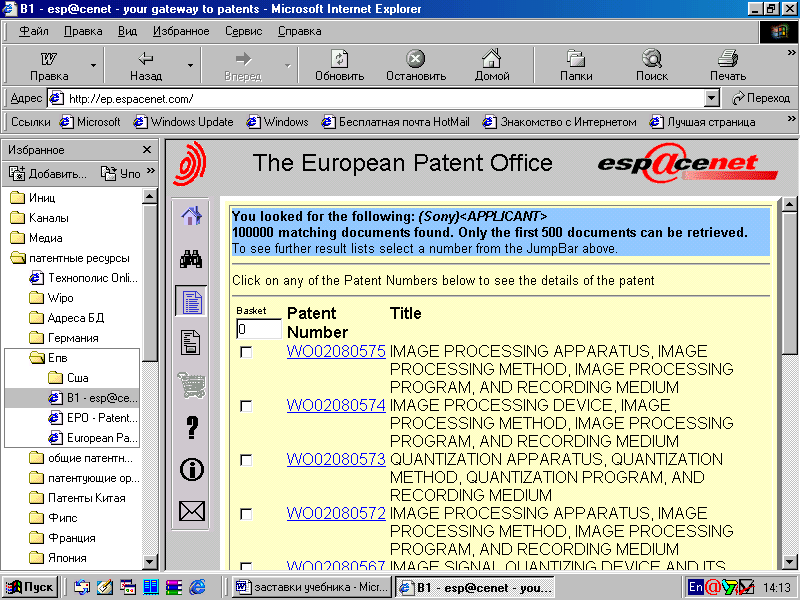 B1 - esp@cenet - your gateway to patents - Microsoft Internet Explorer
Файл Правка Вид Избранное Сервис Справка
Правка Назад Вперед Обновить Остановить Домой Папки Поиск Печать »
Адрес http://ep.espacenet.com/ Переход
Ссылки Microsoft Windows Update Windows Бесплатная почта HotMail Знакомство с Интернетом Лучшая страница »
Избранное
Добавить... Упо »
Иниц
Каналы
Медиа
патентные ресурсы
Технополис Onli...
Wipo
Адреса БД
Германия
Епв
Сша
B1 - esp@ce...
EPO - Patent...
European Pa...
общие патентн...
патентующие ор...
Патенты Китая
Фипс
Франция
Япония
The European Patent Office
esp@cenet
You looked for the following: (Sony)<APPLICANT>
100000 matching documents found. Only the first 500 documents can be retrieved.
To see further result lists select a number from the JumpBar above.
Click on any of the Patent Numbers below to see the details of the patent
Basket
0
Patent Number Title
WO02080575 IMAGE PROCESSING APPARATUS, IMAGE
PROCESSING METHOD, IMAGE PROCESSING
PROGRAM, AND RECORDING MEDIUM
WO02080574 IMAGE PROCESSING DEVICE, IMAGE
PROCESSING METHOD, IMAGE PROCESSING
PROGRAM, AND RECORDING MEDIUM
WO02080573 QUANTIZATION APPARATUS, QUANTIZATION
METHOD, QUANTIZATION PROGRAM, AND
RECORDING MEDIUM
WO02080572 IMAGE PROCESSING APPARATUS, IMAGE
PROCESSING METHOD, IMAGE PROCESSING
PROGRAM, AND RECORDING MEDIUM
WO02080567 IMAGE SIGNAL QUANTIZING DEVICE AND ITS
Пуск заставки учебника - Micr... B1 - esp@cenet - you... En 14:13